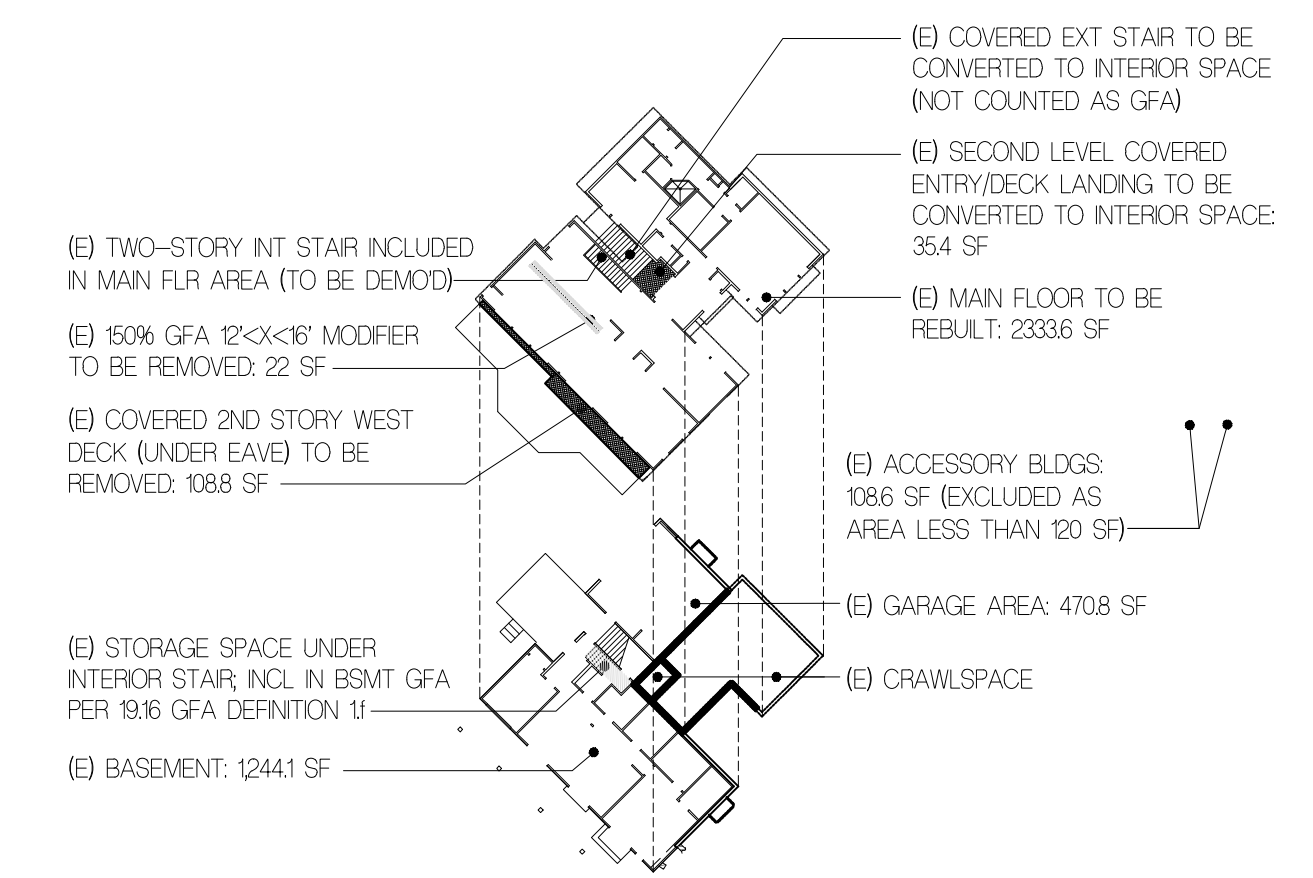 (E) COVERED EXT STAIR TO BE
CONVERTED TO INTERIOR SPACE
(NOT COUNTED AS GFA)
(E) SECOND LEVEL COVERED
ENTRY/DECK LANDING TO BE
CONVERTED TO INTERIOR SPACE:
35.4 SF
(E) TWO-STORY INT STAIR INCLUDED
IN MAIN FLR AREA (TO BE DEMO'D)
(E) MAIN FLOOR TO BE
REBUILT: 2333.6 SF
(E) 150% GFA 12'<X<16' MODIFIER
TO BE REMOVED: 22 SF
(E) COVERED 2ND STORY WEST
DECK (UNDER EAVE) TO BE
REMOVED: 108.8 SF
(E) ACCESSORY BLDGS:
108.6 SF (EXCLUDED AS
AREA LESS THAN 120 SF)
(E) GARAGE AREA: 470.8 SF
(E) STORAGE SPACE UNDER
INTERIOR STAIR; INCL IN BSMT GFA
PER 19.16 GFA DEFINITION 1.f
(E) CRAWLSPACE
(E) BASEMENT: 1,244.1 SF